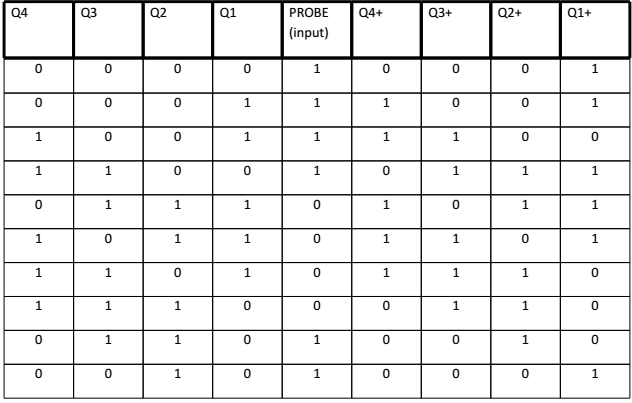 Q4 Q3 Q2 Q1 PROBE (input) Q4+ Q3+ Q2+ Q1+
0 0 0 0 1 0 0 0 1
0 0 0 1 1 1 0 0 1
1 0 0 1 1 1 1 0 0
1 1 0 0 1 0 1 1 1
0 1 1 1 0 1 0 1 1
1 0 1 1 0 1 1 0 1
1 1 0 1 0 1 1 1 0
1 1 1 0 0 0 1 1 0
0 1 1 0 1 0 0 1 0
0 0 1 0 1 0 0 0 1